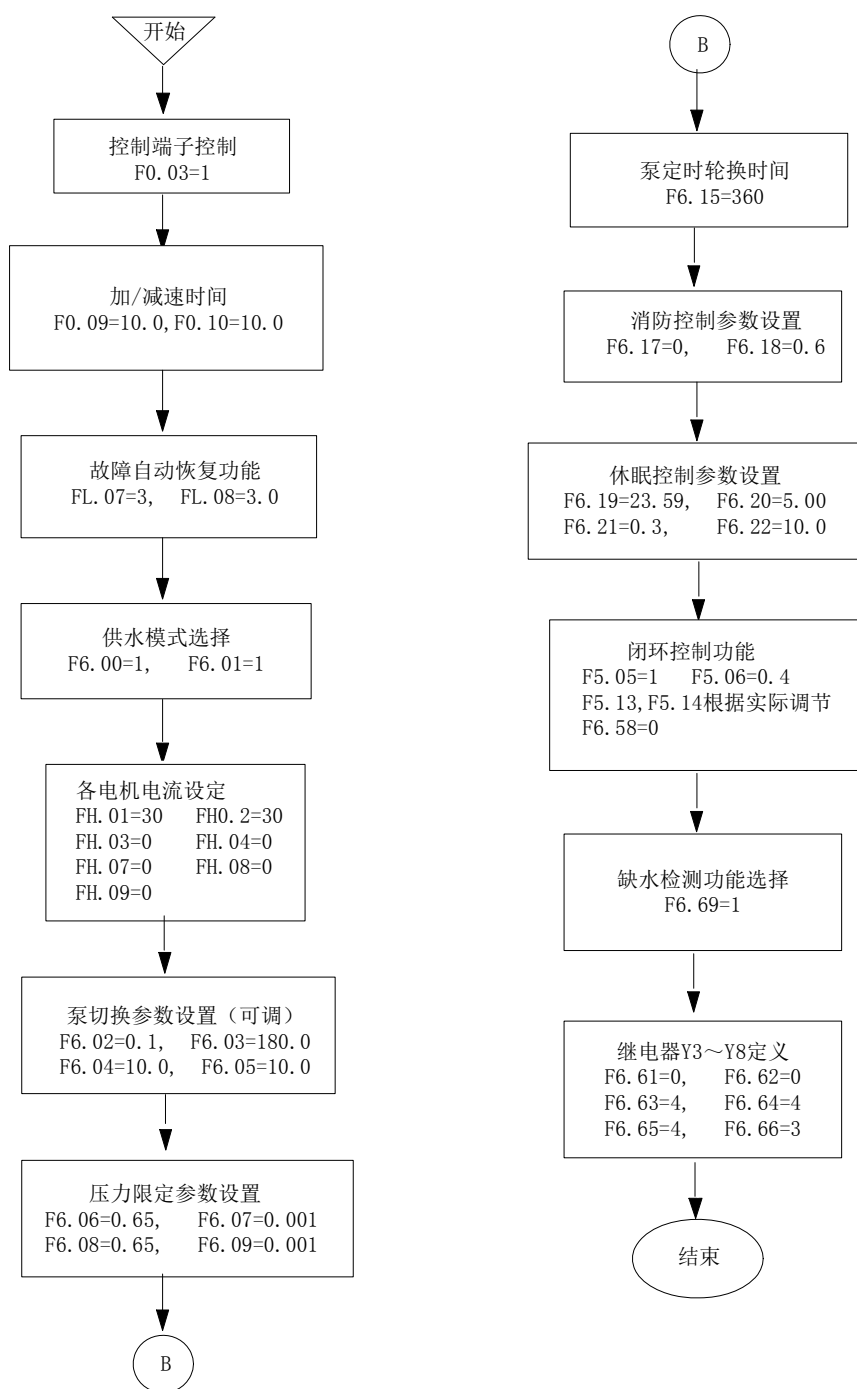 开始
控制端子控制
F0.03=1
加/减速时间
F0.09=10.0,F0.10=10.0
故障自动恢复功能
FL.07=3, FL.08=3.0
供水模式选择
F6.00=1, F6.01=1
各电机电流设定
FH.01=30 FH0.2=30
FH.03=0 FH.04=0
FH.07=0 FH.08=0
FH.09=0
泵切换参数设置（可调）
F6.02=0.1, F6.03=180.0
F6.04=10.0, F6.05=10.0
压力限定参数设置
F6.06=0.65, F6.07=0.001
F6.08=0.65, F6.09=0.001
B
B
泵定时轮换时间
F6.15=360
消防控制参数设置
F6.17=0, F6.18=0.6
休眠控制参数设置
F6.19=23.59, F6.20=5.00
F6.21=0.3, F6.22=10.0
闭环控制功能
F5.05=1 F5.06=0.4
F5.13,F5.14根据实际调节
F6.58=0
缺水检测功能选择
F6.69=1
继电器Y3～Y8定义
F6.61=0, F6.62=0
F6.63=4, F6.64=4
F6.65=4, F6.66=3
结束